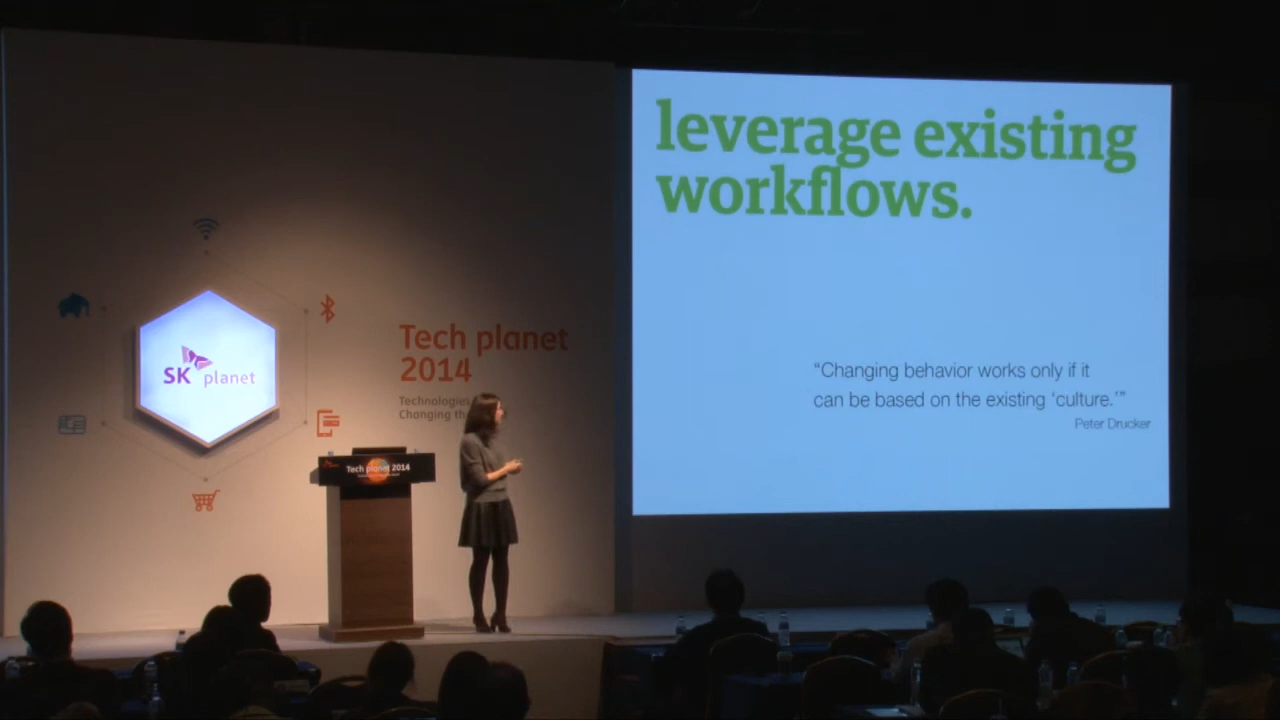 leverage existing
workflows.
“Changing behavior works only if it
can be based on the existing ‘culture.’”
Peter Drucker
SK planet
Tech planet
2014
Technologies
Changing th
Tech planet 2014